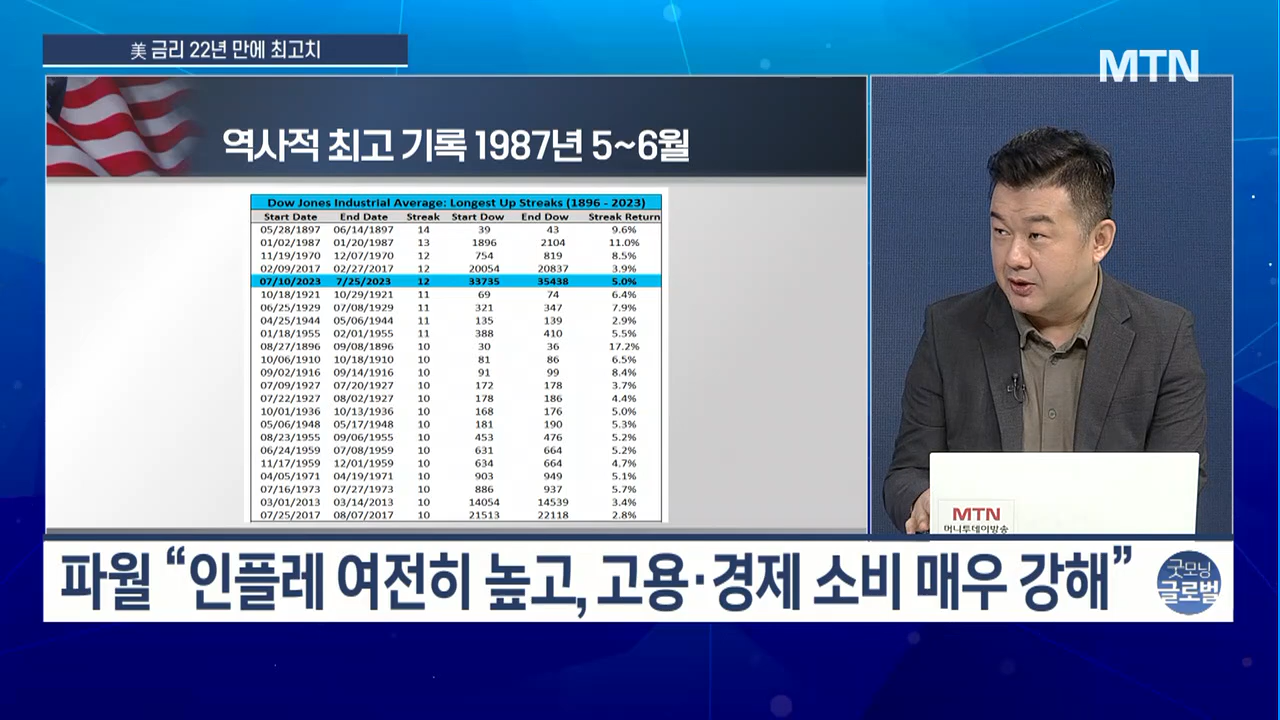 美 금리 22년 만에 최고치
MTN
역사적 최고 기록 1987년 5~6월
Dow Jones Industrial Average: Longest Up Streaks (1896 - 2023)
Start Date End Date Streak Start Dow End Dow Streak Return
05/28/1897 06/14/1897 14 39 43 9.6%
01/02/1987 01/20/1987 13 1896 2104 11.0%
11/19/1970 12/07/1970 12 754 819 8.5%
02/09/2017 02/27/2017 12 20054 20837 3.9%
07/10/2023 7/25/2023 12 33735 35438 5.0%
10/18/1921 10/29/1921 11 69 74 6.4%
06/25/1929 07/08/1929 11 321 347 7.9%
04/25/1944 05/06/1944 11 135 139 2.9%
01/18/1955 02/01/1955 11 388 410 5.5%
08/27/1896 09/08/1896 10 30 36 17.2%
10/06/1910 10/18/1910 10 81 86 6.5%
09/02/1916 09/14/1916 10 91 99 8.4%
07/09/1927 07/20/1927 10 172 178 3.7%
07/22/1927 08/02/1927 10 178 186 4.4%
10/01/1936 10/13/1936 10 168 176 5.0%
05/06/1948 05/17/1948 10 181 190 5.3%
08/23/1955 09/06/1955 10 453 476 5.2%
06/24/1959 07/08/1959 10 631 664 5.2%
11/17/1959 12/01/1959 10 634 664 4.7%
04/05/1971 04/19/1971 10 903 949 5.1%
07/16/1973 07/27/1973 10 886 937 5.7%
03/01/2013 03/14/2013 10 14054 14539 3.4%
07/25/2017 08/07/2017 10 21513 22118 2.8%
MTN
머니투데이방송
파월 “인플레 여전히 높고, 고용·경제 소비 매우 강해”
굿모닝
글로벌